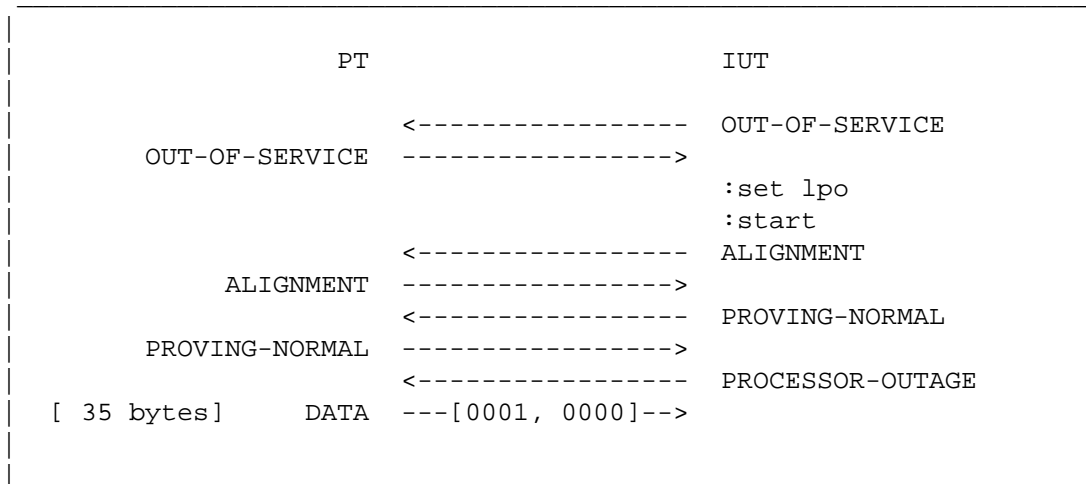 PT IUT
<----------------- OUT-OF-SERVICE
OUT-OF-SERVICE ----------------->
:set lpo
:start
<----------------- ALIGNMENT
ALIGNMENT ----------------->
<----------------- PROVING-NORMAL
PROVING-NORMAL ----------------->
<----------------- PROCESSOR-OUTAGE
[ 35 bytes] DATA ---[0001, 0000]-->